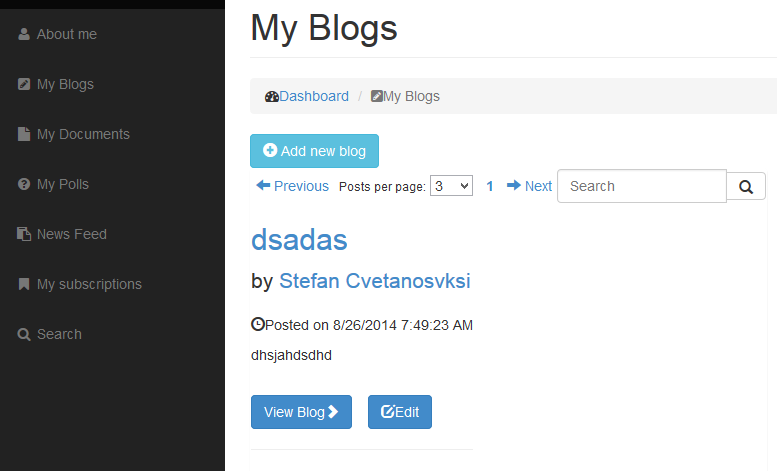 About me
My Blogs
My Documents
My Polls
News Feed
My subscriptions
Search
My Blogs
Dashboard / My Blogs
Add new blog
Previous Posts per page: 3 1 Next Search
dsadas
by Stefan Cvetanosvksi
Posted on 8/26/2014 7:49:23 AM
dhsjahdsdhd
View Blog Edit